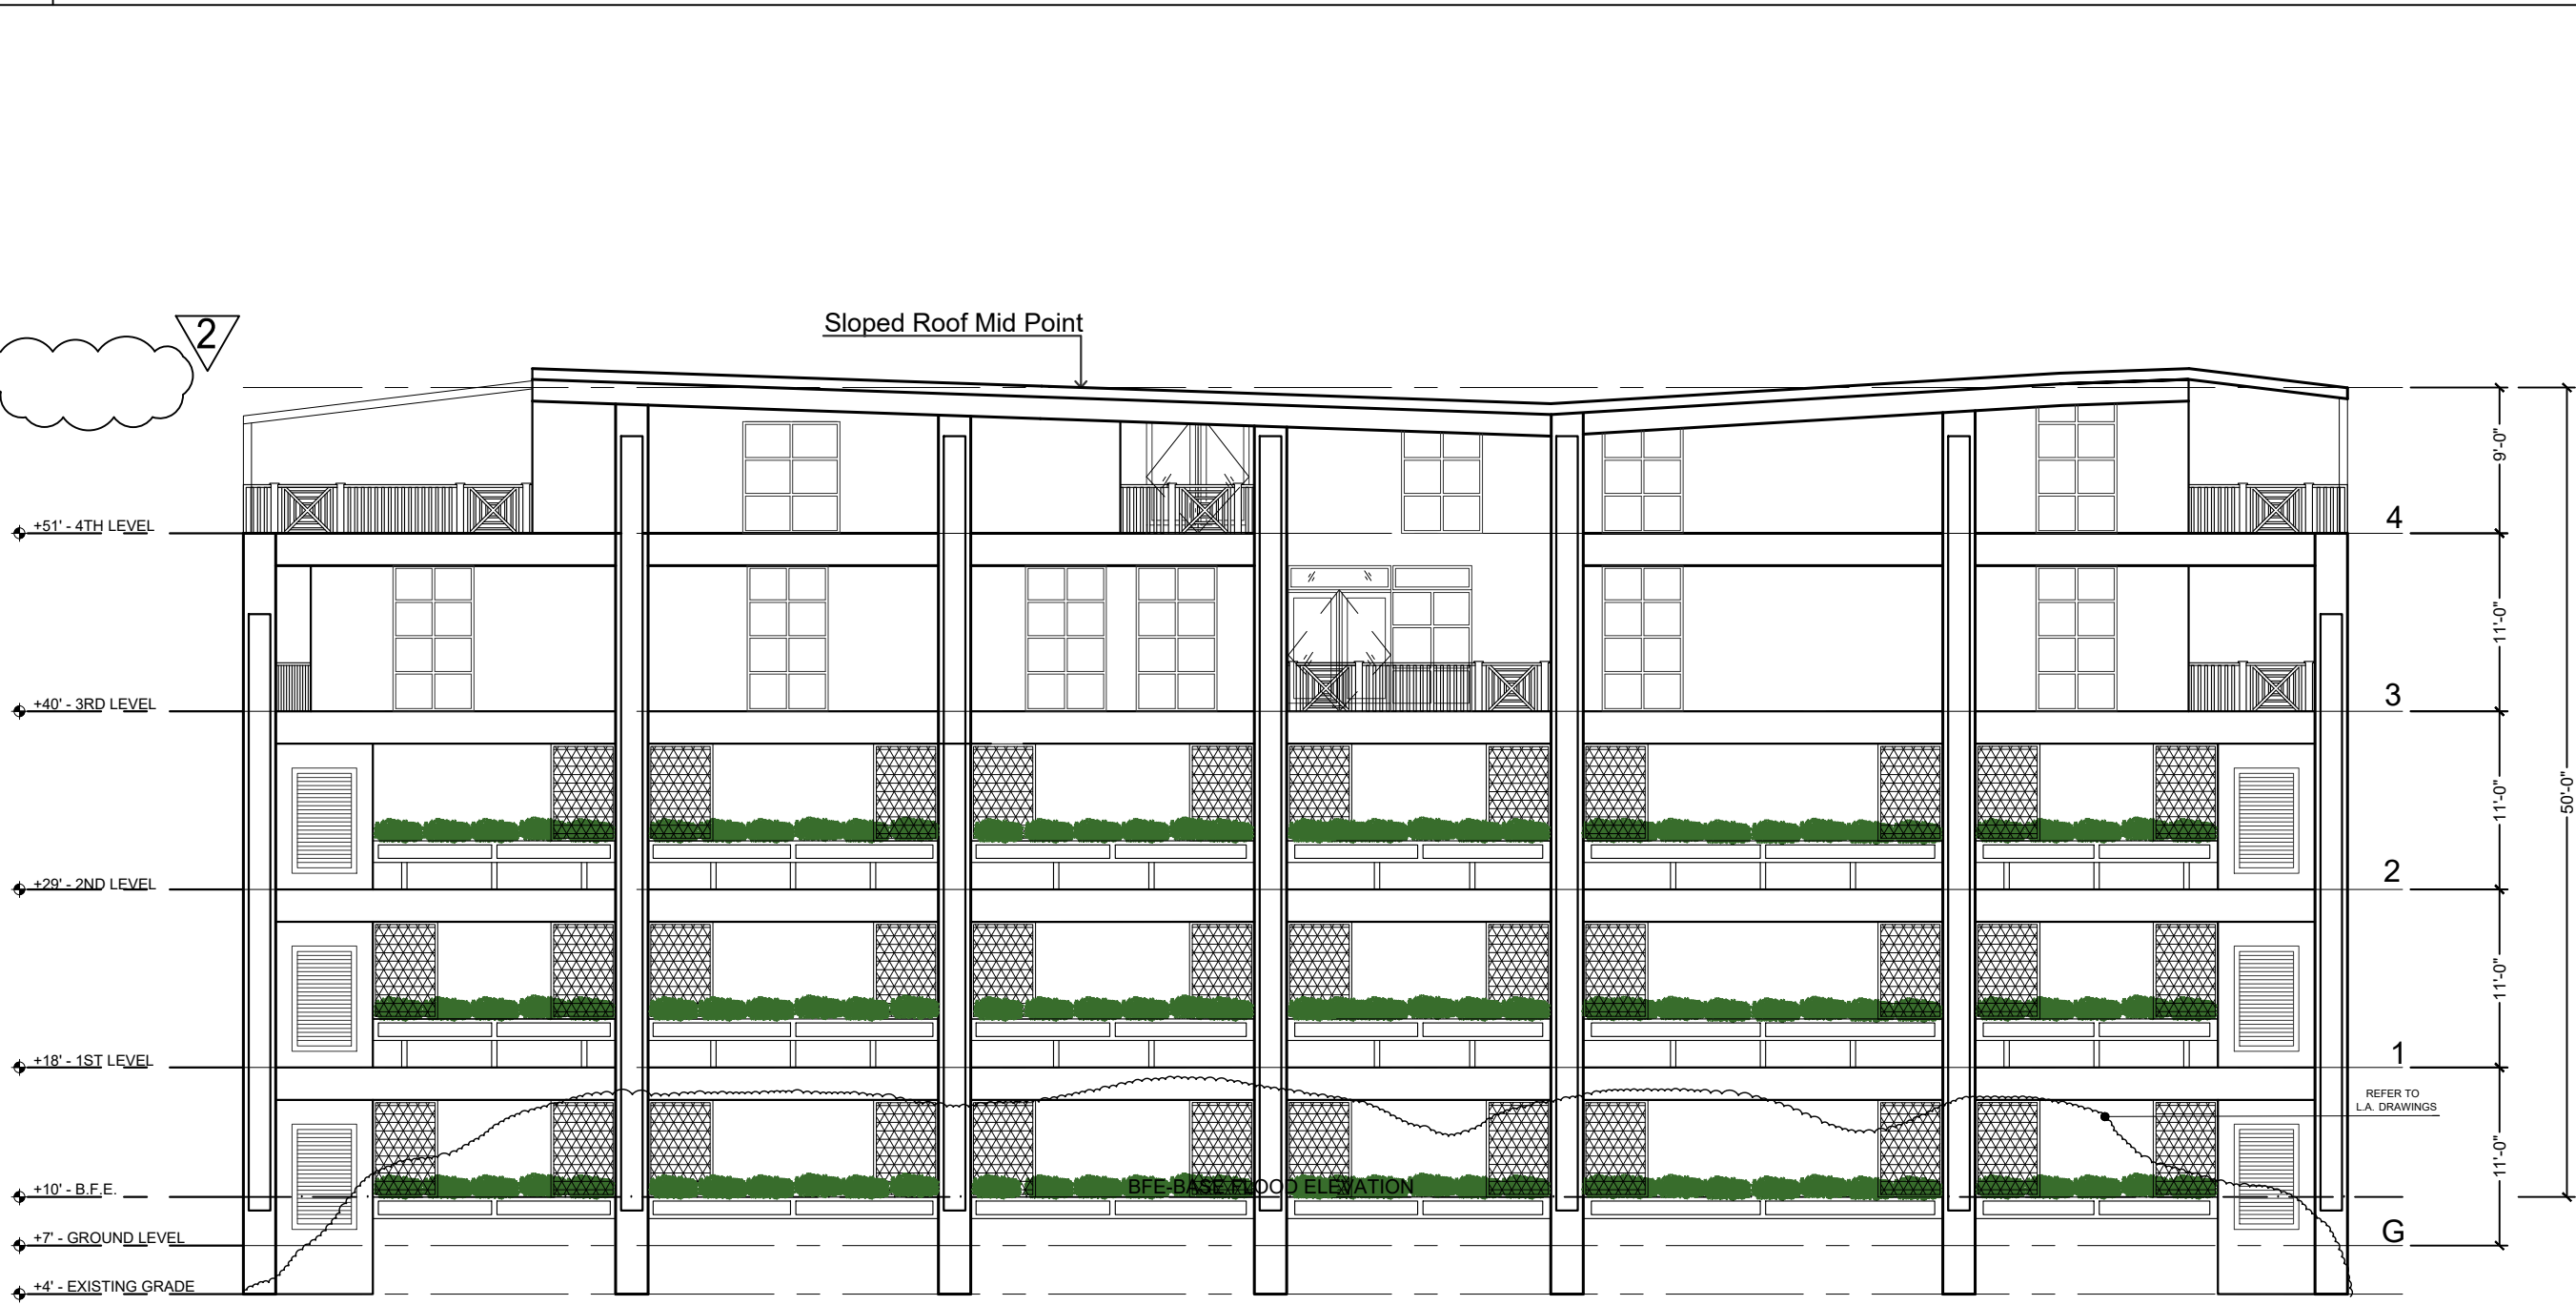 2
Sloped Roof Mid Point
9'-0"
+51' - 4TH LEVEL
4
11'-0"
+40' - 3RD LEVEL
3
11'-0"
50'-0"
+29' - 2ND LEVEL
2
11'-0"
+18' - 1ST LEVEL
1
REFER TO
L.A. DRAWINGS
11'-0"
+10' - B.F.E.
BFE-BASE FLOOD ELEVATION
+7' - GROUND LEVEL
G
+4' - EXISTING GRADE